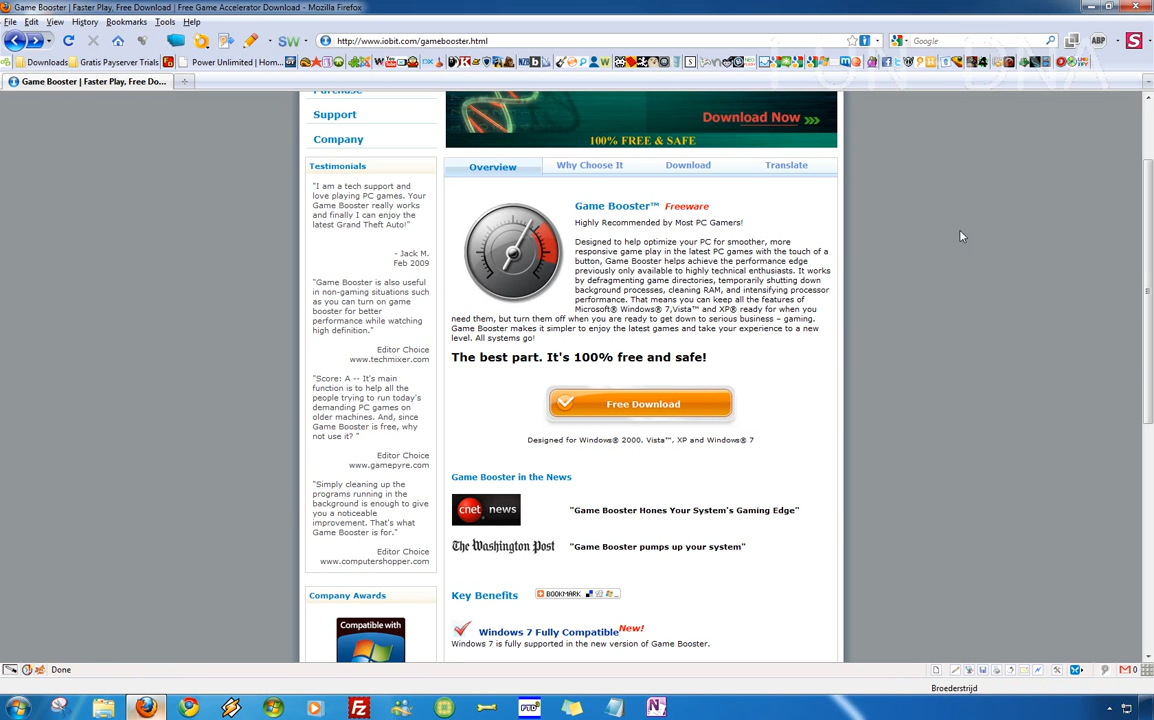 Game Booster | Faster Play, Free Download | Free Game Accelerator Download - Mozilla Firefox
File Edit View History Bookmarks Tools Help
http://www.iobit.com/gamebooster.html
Google
ABP
Downloads Gratis Payserver Trials Power Unlimited | Hom...
Game Booster | Faster Play, Free Do...
Purchase
Support
Company
Download Now >>>
100% FREE & SAFE
Testimonials
"I am a tech support and
love playing PC games. Your
Game Booster really works
and finally I can enjoy the
latest Grand Theft Auto!"
- Jack M.
Feb 2009
"Game Booster is also useful
in non-gaming situations such
as you can turn on game
booster for better
performance while watching
high definition."
Editor Choice
www.techmixer.com
"Score: A -- It's main
function is to help all the
people trying to run today's
demanding PC games on
older machines. And, since
Game Booster is free, why
not use it? "
Editor Choice
www.gamepyre.com
"Simply cleaning up the
programs running in the
background is enough to give
you a noticeable
improvement. That's what
Game Booster is for."
Editor Choice
www.computershopper.com
Company Awards
Compatible with
Overview Why Choose It Download Translate
Game Booster™ Freeware
Highly Recommended by Most PC Gamers!
Designed to help optimize your PC for smoother, more
responsive game play in the latest PC games with the touch of a
button, Game Booster helps achieve the performance edge
previously only available to highly technical enthusiasts. It works
by defragmenting game directories, temporarily shutting down
background processes, cleaning RAM, and intensifying processor
performance. That means you can keep all the features of
Microsoft® Windows® 7,Vista™ and XP® ready for when you
need them, but turn them off when you are ready to get down to serious business – gaming.
Game Booster makes it simpler to enjoy the latest games and take your experience to a new
level. All systems go!
The best part. It's 100% free and safe!
Free Download
Designed for Windows® 2000, Vista™, XP and Windows® 7
Game Booster in the News
cnet news "Game Booster Hones Your System's Gaming Edge"
The Washington Post "Game Booster pumps up your system"
Key Benefits BOOKMARK
Windows 7 Fully Compatible New!
Windows 7 is fully supported in the new version of Game Booster.
Done
0
Broederstrijd